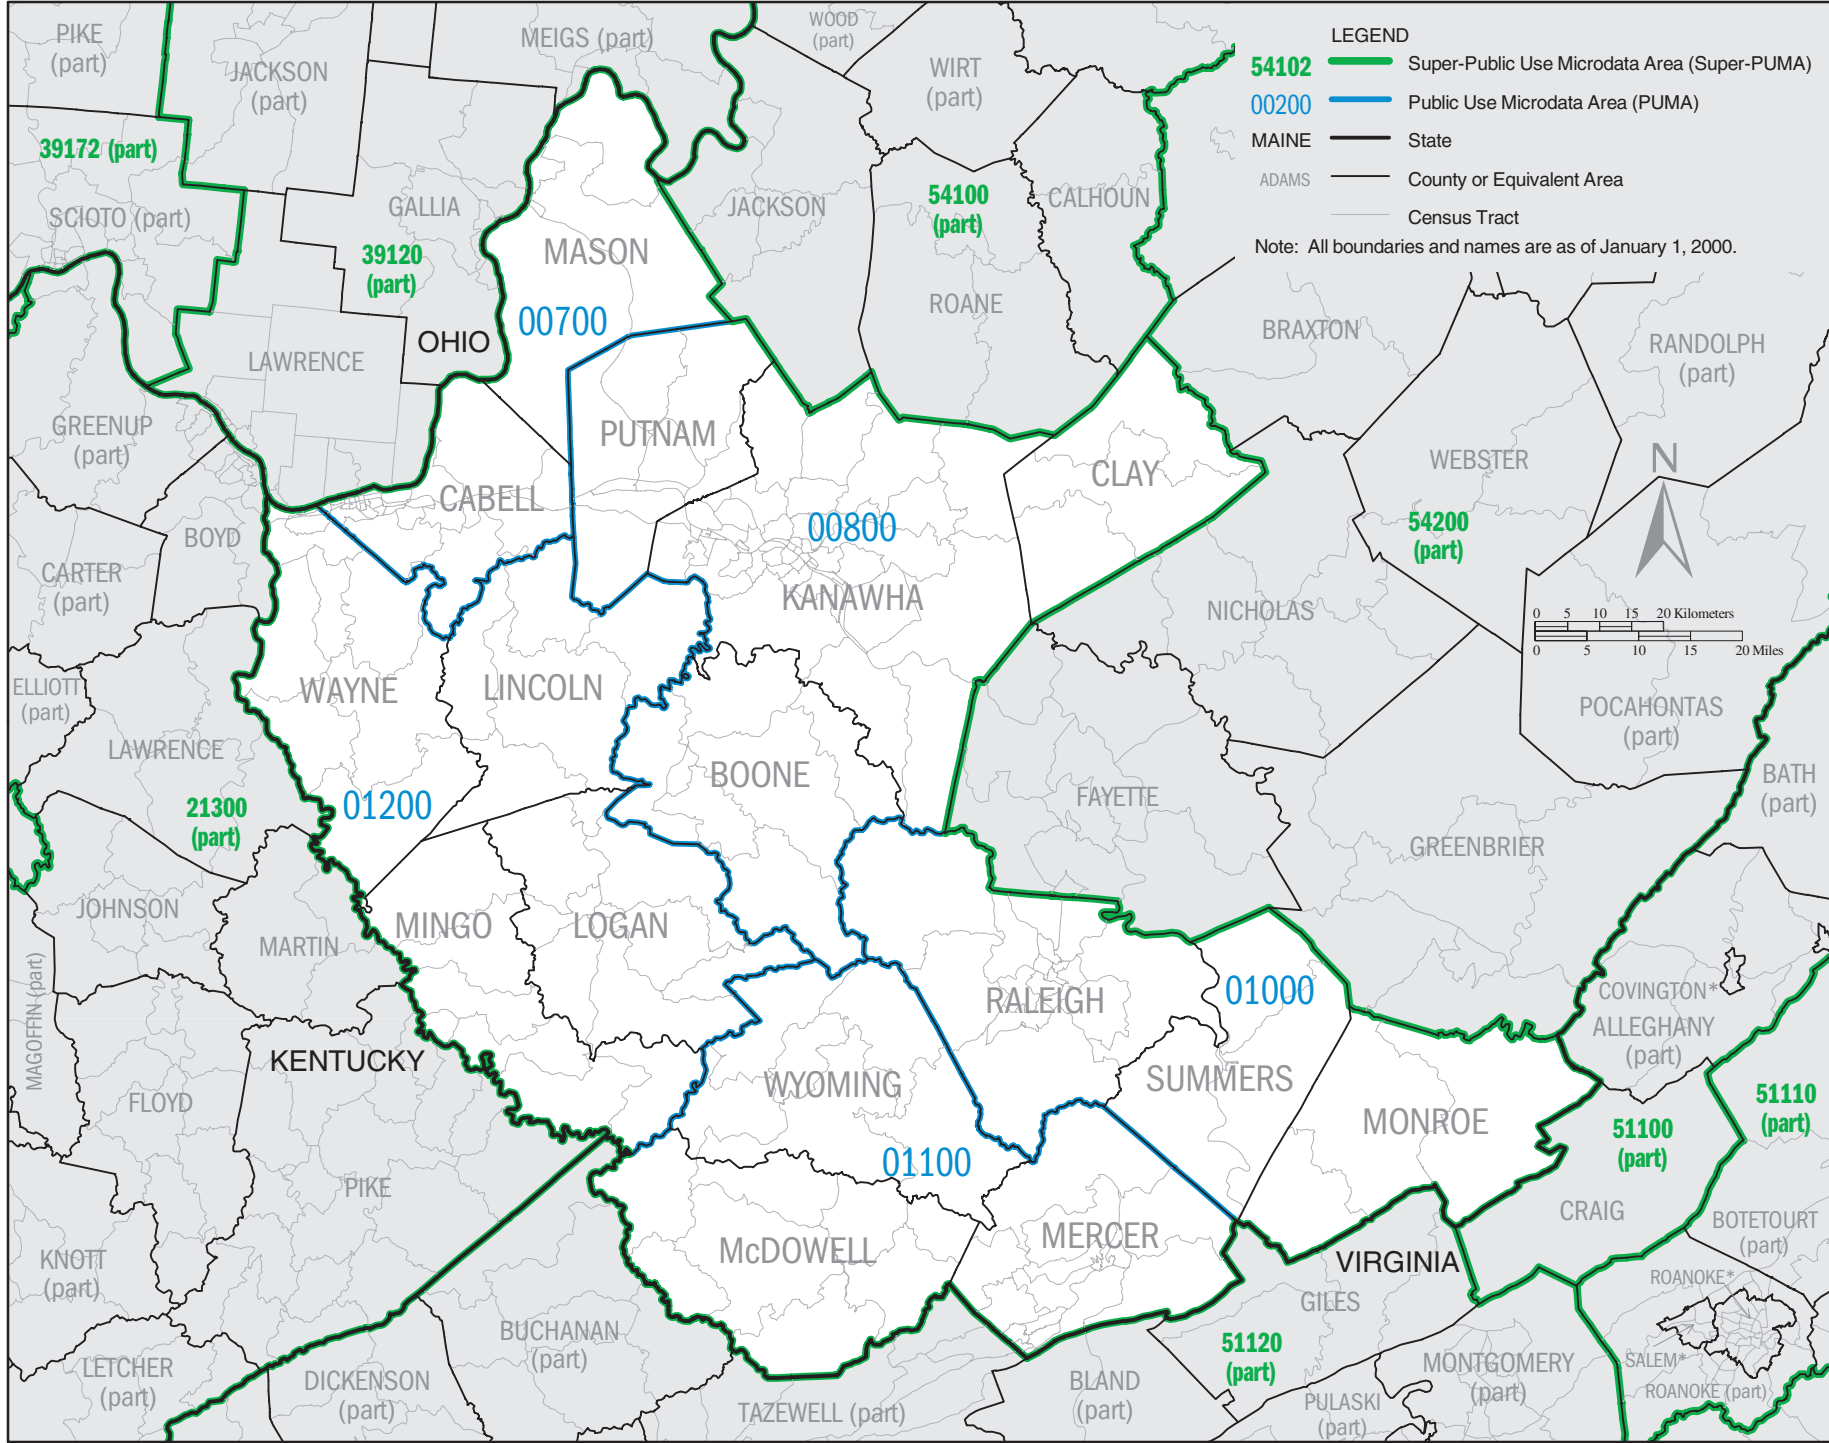 LEGEND
54102 Super-Public Use Microdata Area (Super-PUMA)
00200 Public Use Microdata Area (PUMA)
MAINE State
ADAMS County or Equivalent Area
Census Tract
Note: All boundaries and names are as of January 1, 2000.
PIKE
(part)
JACKSON
(part)
MEIGS (part)
WOOD
(part)
WIRT
(part)
39172 (part)
SCIOTO (part)
GALLIA
39120
(part)
MASON
JACKSON
54100
(part)
CALHOUN
ROANE
00700
OHIO
LAWRENCE
BRAXTON
RANDOLPH
(part)
GREENUP
(part)
PUTNAM
CABELL
CLAY
WEBSTER
N
BOYD
00800
54200
(part)
CARTER
(part)
KANAWHA
NICHOLAS
0 5 10 15 20 Kilometers
0 5 10 15 20 Miles
ELLIOTT
(part)
WAYNE
LINCOLN
POCAHONTAS
(part)
LAWRENCE
BOONE
BATH
(part)
21300
(part)
01200
FAYETTE
GREENBRIER
JOHNSON
MARTIN
MINGO
LOGAN
MAGOFFIN (part)
RALEIGH
01000
COVINGTON*
ALLEGHANY
(part)
KENTUCKY
FLOYD
WYOMING
SUMMERS
MONROE
51110
(part)
51100
(part)
01100
PIKE
CRAIG
BOTETOURT
(part)
KNOTT
(part)
McDOWELL
MERCER
VIRGINIA
ROANOKE*
GILES
BUCHANAN
(part)
51120
(part)
LETCHER
(part)
DICKENSON
(part)
TAZEWELL (part)
BLAND
(part)
PULASKI
(part)
MONTGOMERY
(part)
SALEM*
ROANOKE (part)